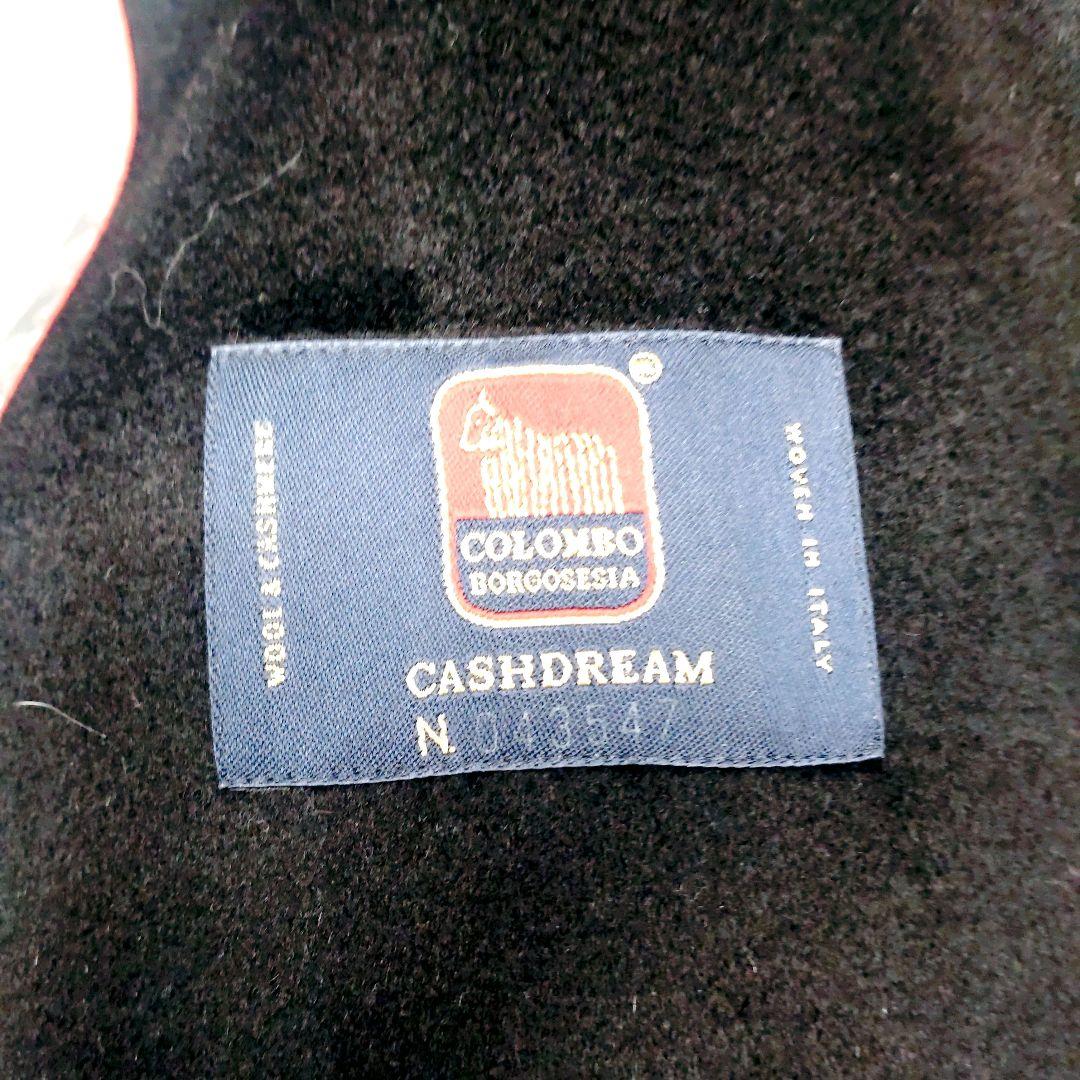 WOOL & CASHMERE
®
COLOMBO
BORGOSESIA
CASHDREAM
N. 043547
WOVEN IN ITALY